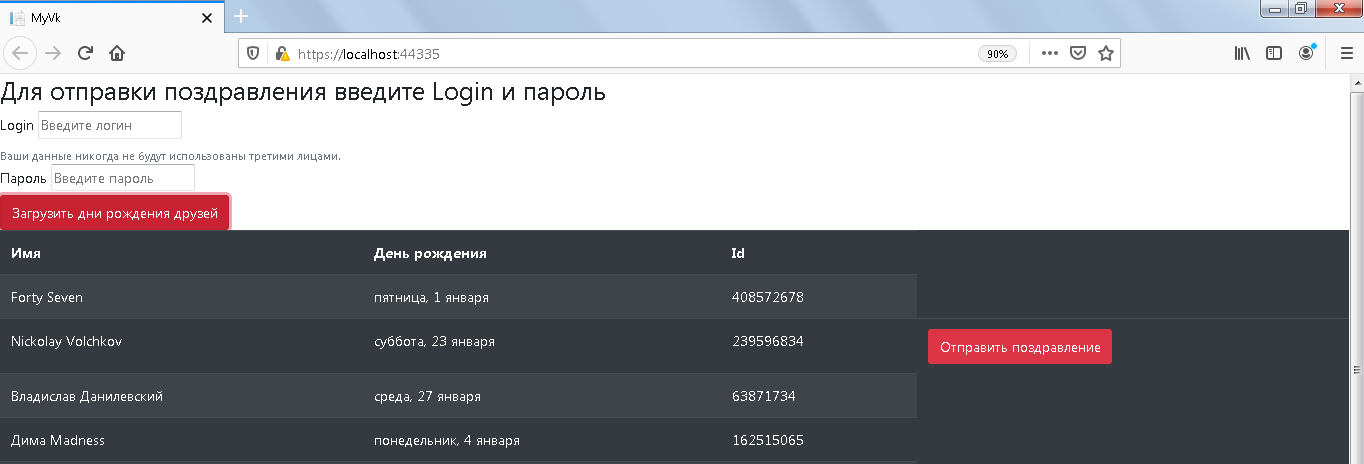 MyVk
https://localhost:44335
90%
Для отправки поздравления введите Login и пароль
Login Введите логин
Ваши данные никогда не будут использованы третими лицами.
Пароль Введите пароль
Загрузить дни рождения друзей
Имя День рождения Id
Forty Seven пятница, 1 января 408572678
Nickolay Volchkov суббота, 23 января 239596834 Отправить поздравление
Владислав Данилевский среда, 27 января 63871734
Дима Madness понедельник, 4 января 162515065